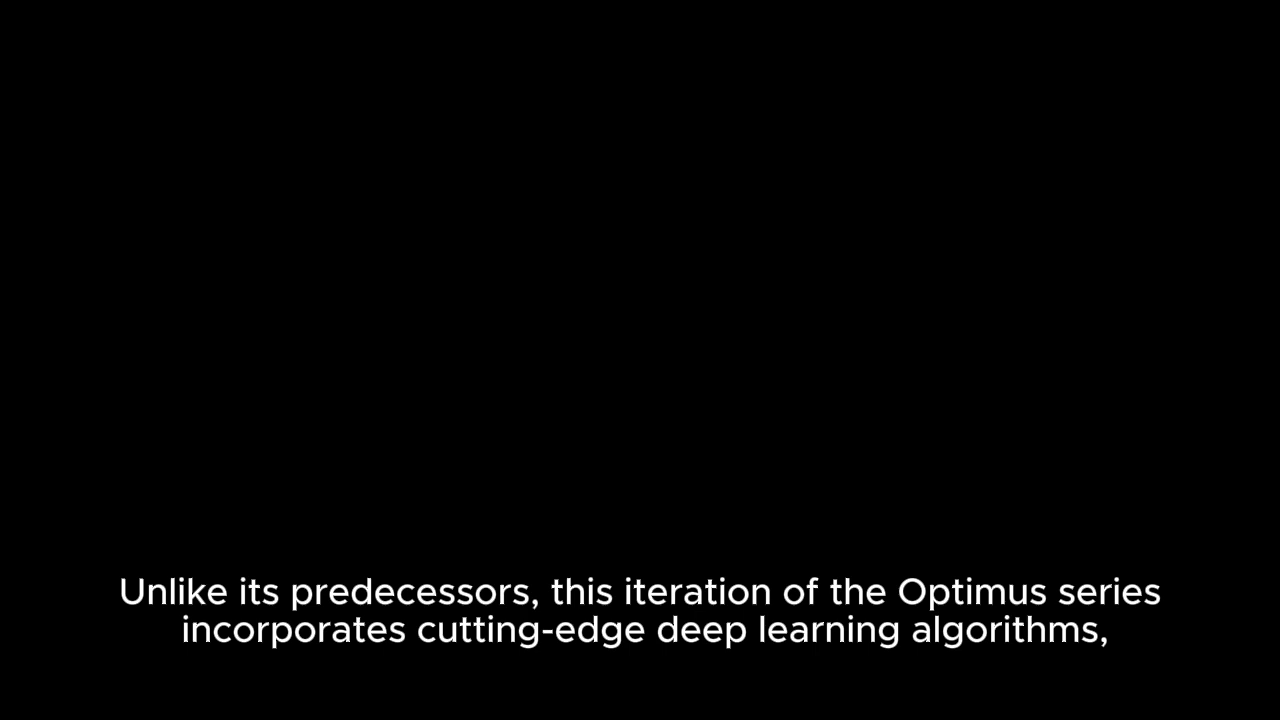 Unlike its predecessors, this iteration of the Optimus series
incorporates cutting-edge deep learning algorithms,